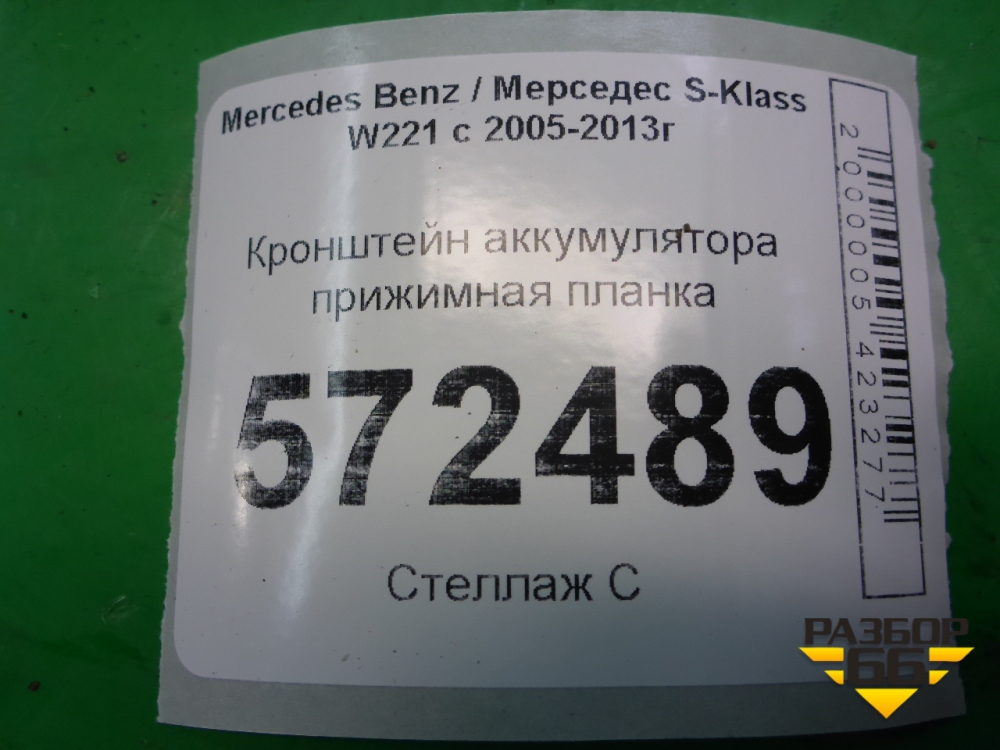 Mercedes Benz / Мерседес S-Klass
W221 с 2005-2013г
Кронштейн аккумулятора
прижимная планка
572489
Стеллаж С
2000005423277
РАЗБОР
66